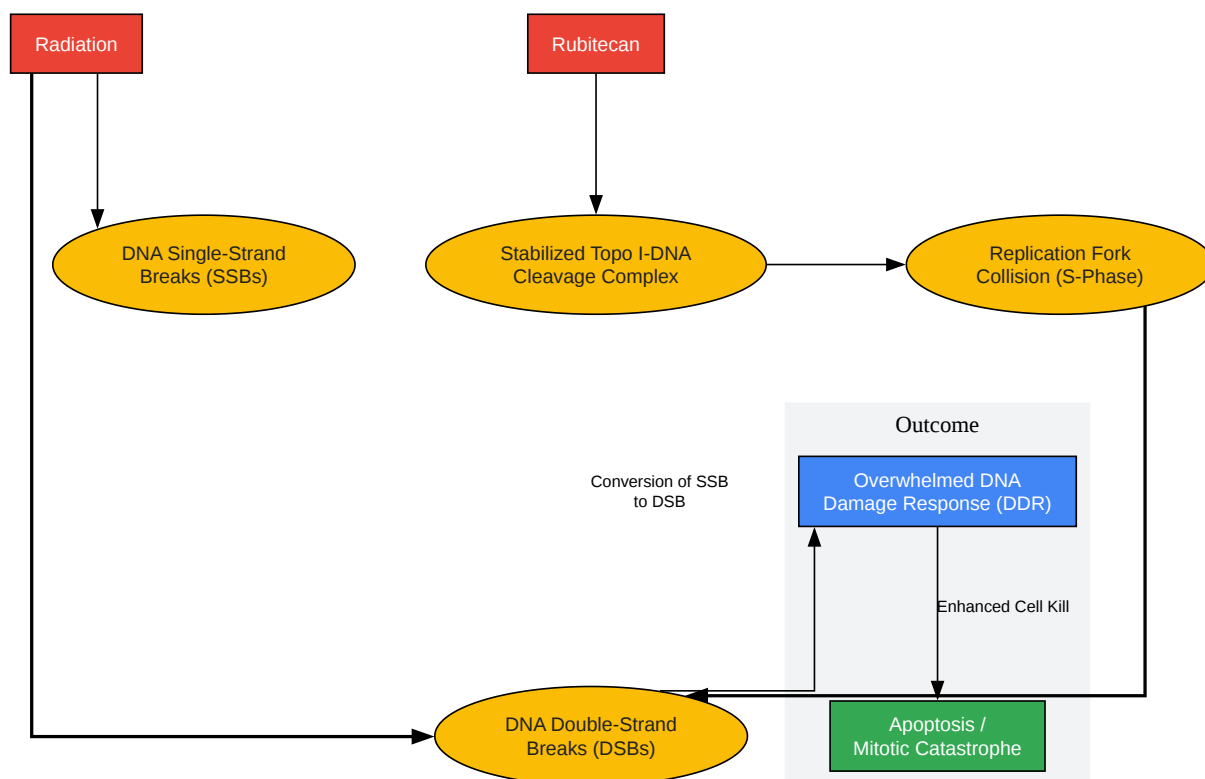 Radiation
Rubitecan
DNA Single-Strand
Breaks (SSBs)
Stabilized Topo I-DNA
Cleavage Complex
Replication Fork
Collision (S-Phase)
Outcome
Conversion of SSB
to DSB
Overwhelmed DNA
Damage Response (DDR)
Enhanced Cell Kill
DNA Double-Strand
Breaks (DSBs)
Apoptosis /
Mitotic Catastrophe